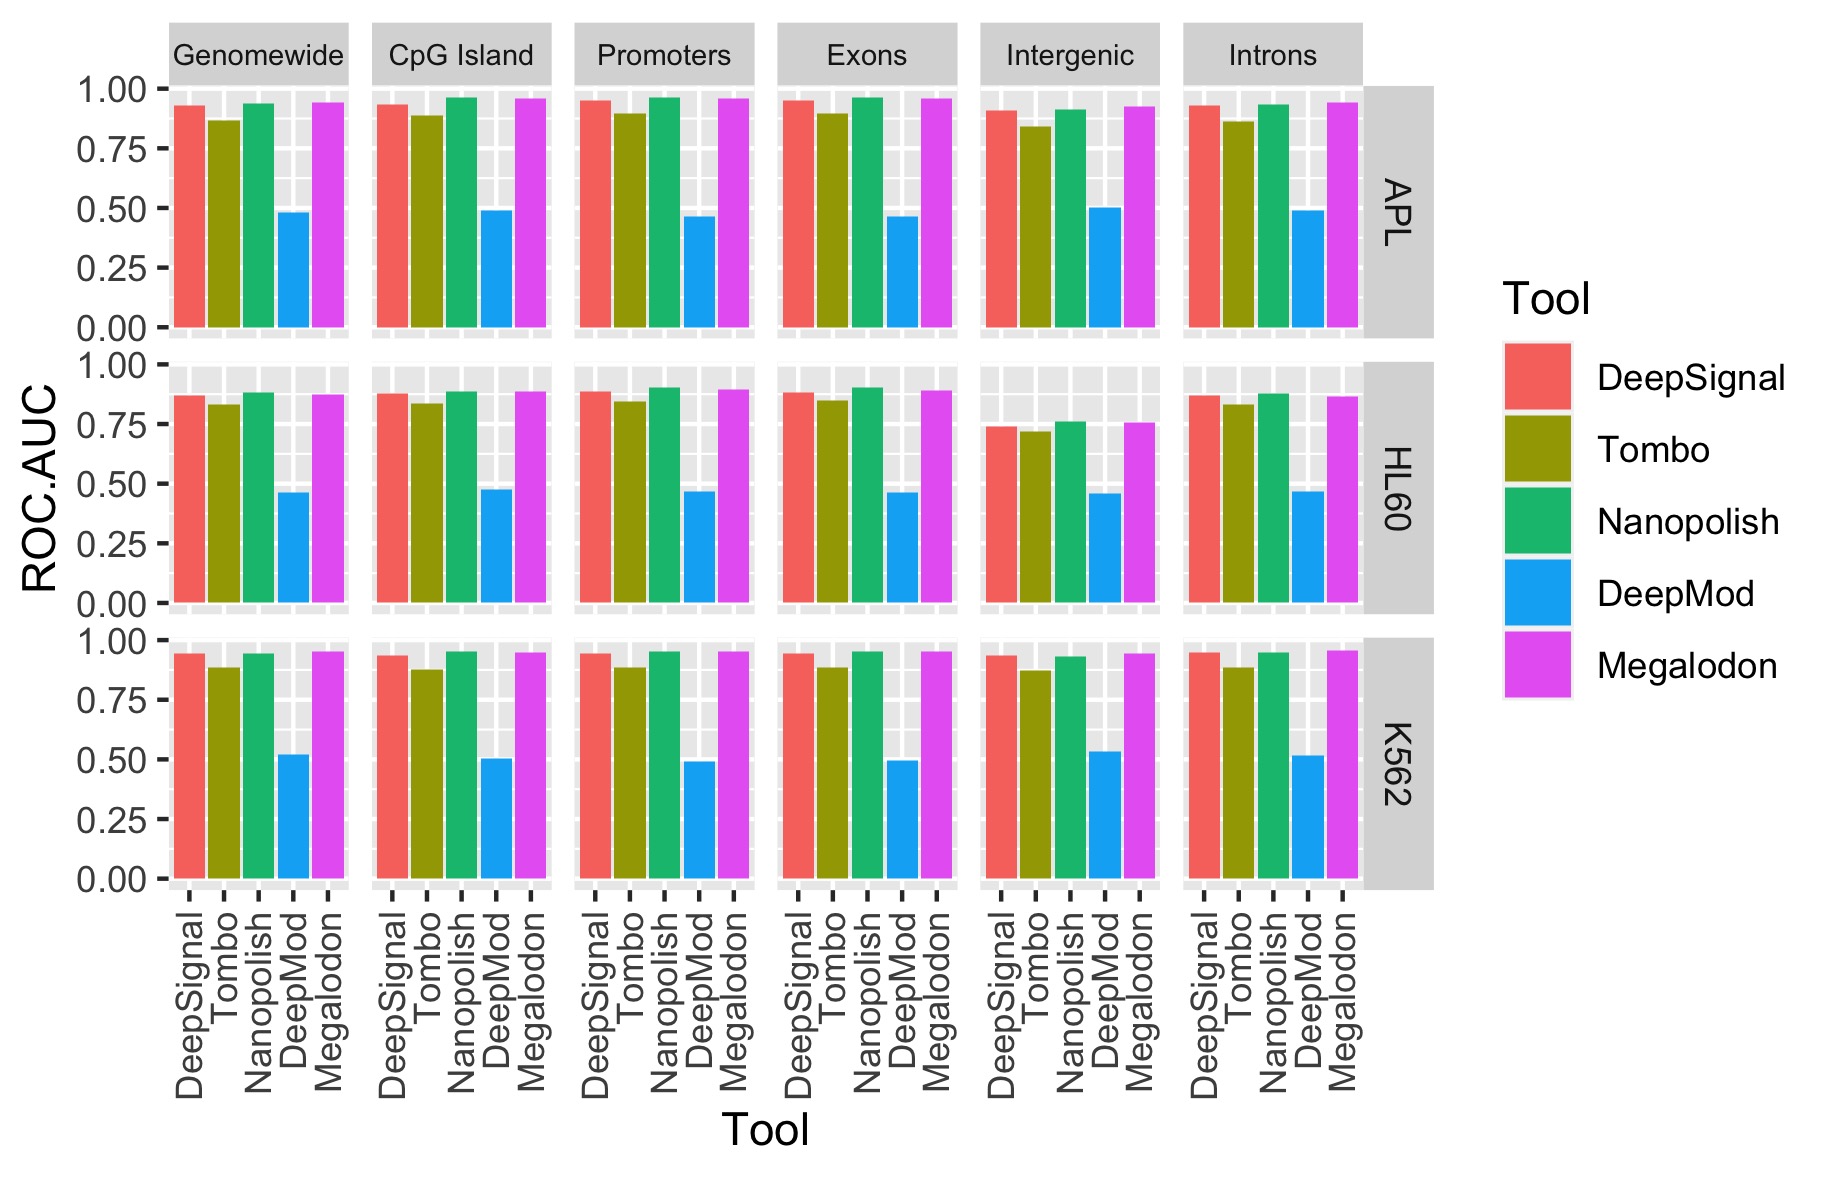 Genomewide CpG Island Promoters Exons Intergenic Introns
1.00
0.75
0.50
0.25
0.00
APL
1.00
0.75
0.50
0.25
0.00
HL60
1.00
0.75
0.50
0.25
0.00
K562
ROC.AUC
DeepSignal Tombo Nanopolish DeepMod Megalodon DeepSignal Tombo Nanopolish DeepMod Megalodon DeepSignal Tombo Nanopolish DeepMod Megalodon DeepSignal Tombo Nanopolish DeepMod Megalodon DeepSignal Tombo Nanopolish DeepMod Megalodon DeepSignal Tombo Nanopolish DeepMod Megalodon
Tool
Tool
DeepSignal
Tombo
Nanopolish
DeepMod
Megalodon